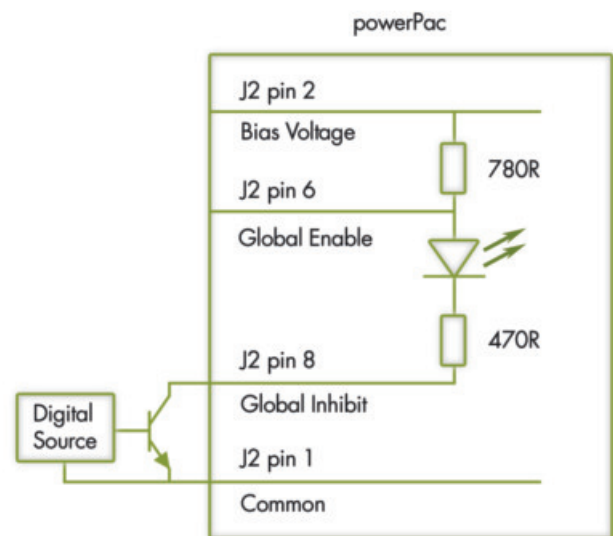 powerPac
J2 pin 2
Bias Voltage
780R
J2 pin 6
Global Enable
470R
J2 pin 8
Global Inhibit
Digital
Source
J2 pin 1
Common